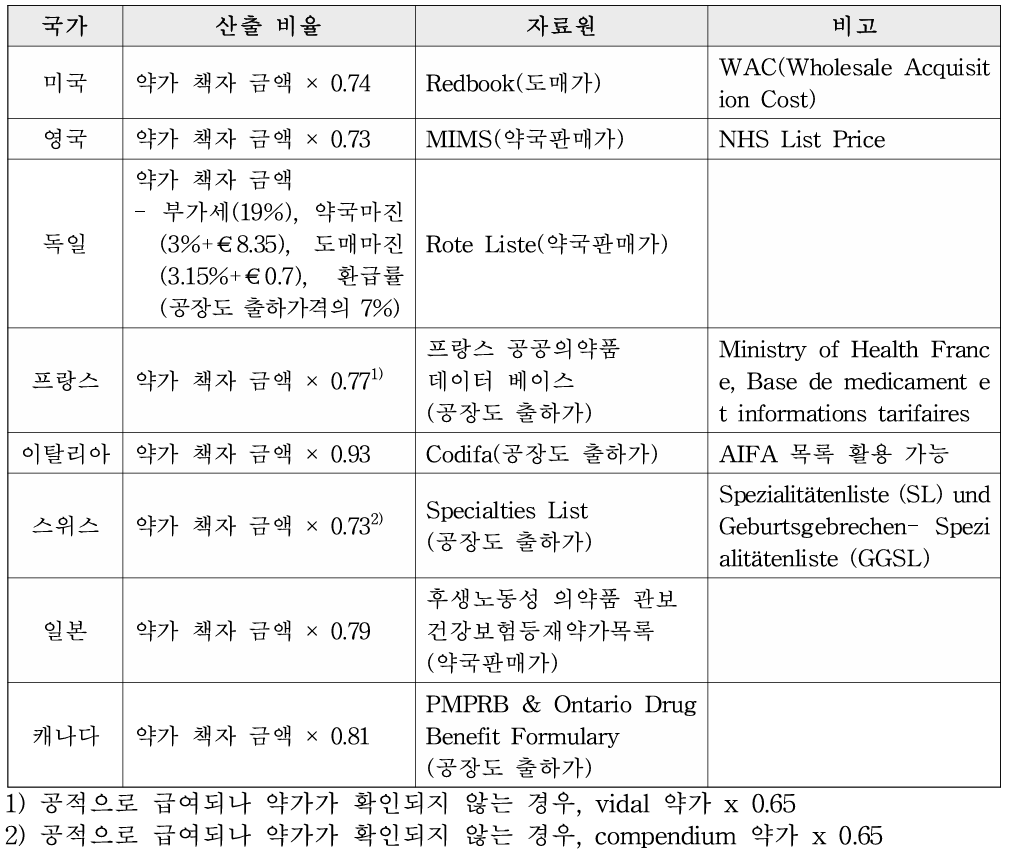 국가 산출 비율 자료원 비고
미국 약가 책자 금액 × 0.74 Redbook(도매가) WAC(Wholesale Acquisit
ion Cost)
영국 약가 책자 금액 × 0.73 MIMS(약국판매가) NHS List Price
독일
약가 책자 금액
- 부가세(19%), 약국마진
(3%+€8.35), 도매마진
(3.15%+€0.7), 환급률
(공장도 출하가격의 7%)
Rote Liste(약국판매가)
프랑스 약가 책자 금액 × 0.771)
프랑스 공공의약품
데이터 베이스
(공장도 출하가)
Ministry of Health Franc
e, Base de medicament e
t informations tarifaires
이탈리아 약가 책자 금액 × 0.93 Codifa(공장도 출하가) AIFA 목록 활용 가능
스위스 약가 책자 금액 × 0.732)
Specialties List
(공장도 출하가)
Spezialitätenliste (SL) und
Geburtsgebrechen- Spezi
alitätenliste (GGSL)
일본 약가 책자 금액 × 0.79
후생노동성 의약품 관보
건강보험등재약가목록
(약국판매가)
캐나다 약가 책자 금액 × 0.81
PMPRB & Ontario Drug
Benefit Formulary
(공장도 출하가)
1) 공적으로 급여되나 약가가 확인되지 않는 경우, vidal 약가 x 0.65
2) 공적으로 급여되나 약가가 확인되지 않는 경우, compendium 약가 x 0.65